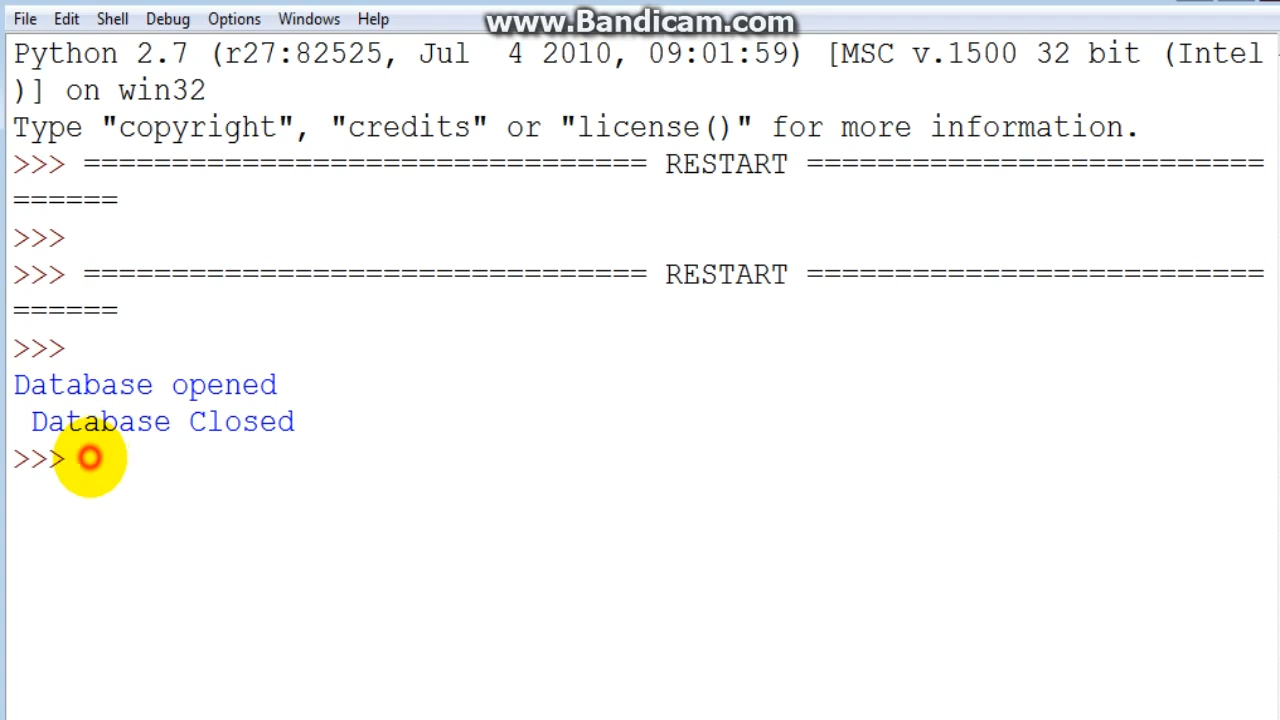 File Edit Shell Debug Options Windows Help
www.Bandicam.com
Python 2.7 (r27:82525, Jul  4 2010, 09:01:59) [MSC v.1500 32 bit (Intel
)] on win32
Type "copyright", "credits" or "license()" for more information.
>>> ================================ RESTART ==========================
======
>>>
>>> ================================ RESTART ==========================
======
>>>
Database opened
 Database Closed
>>>